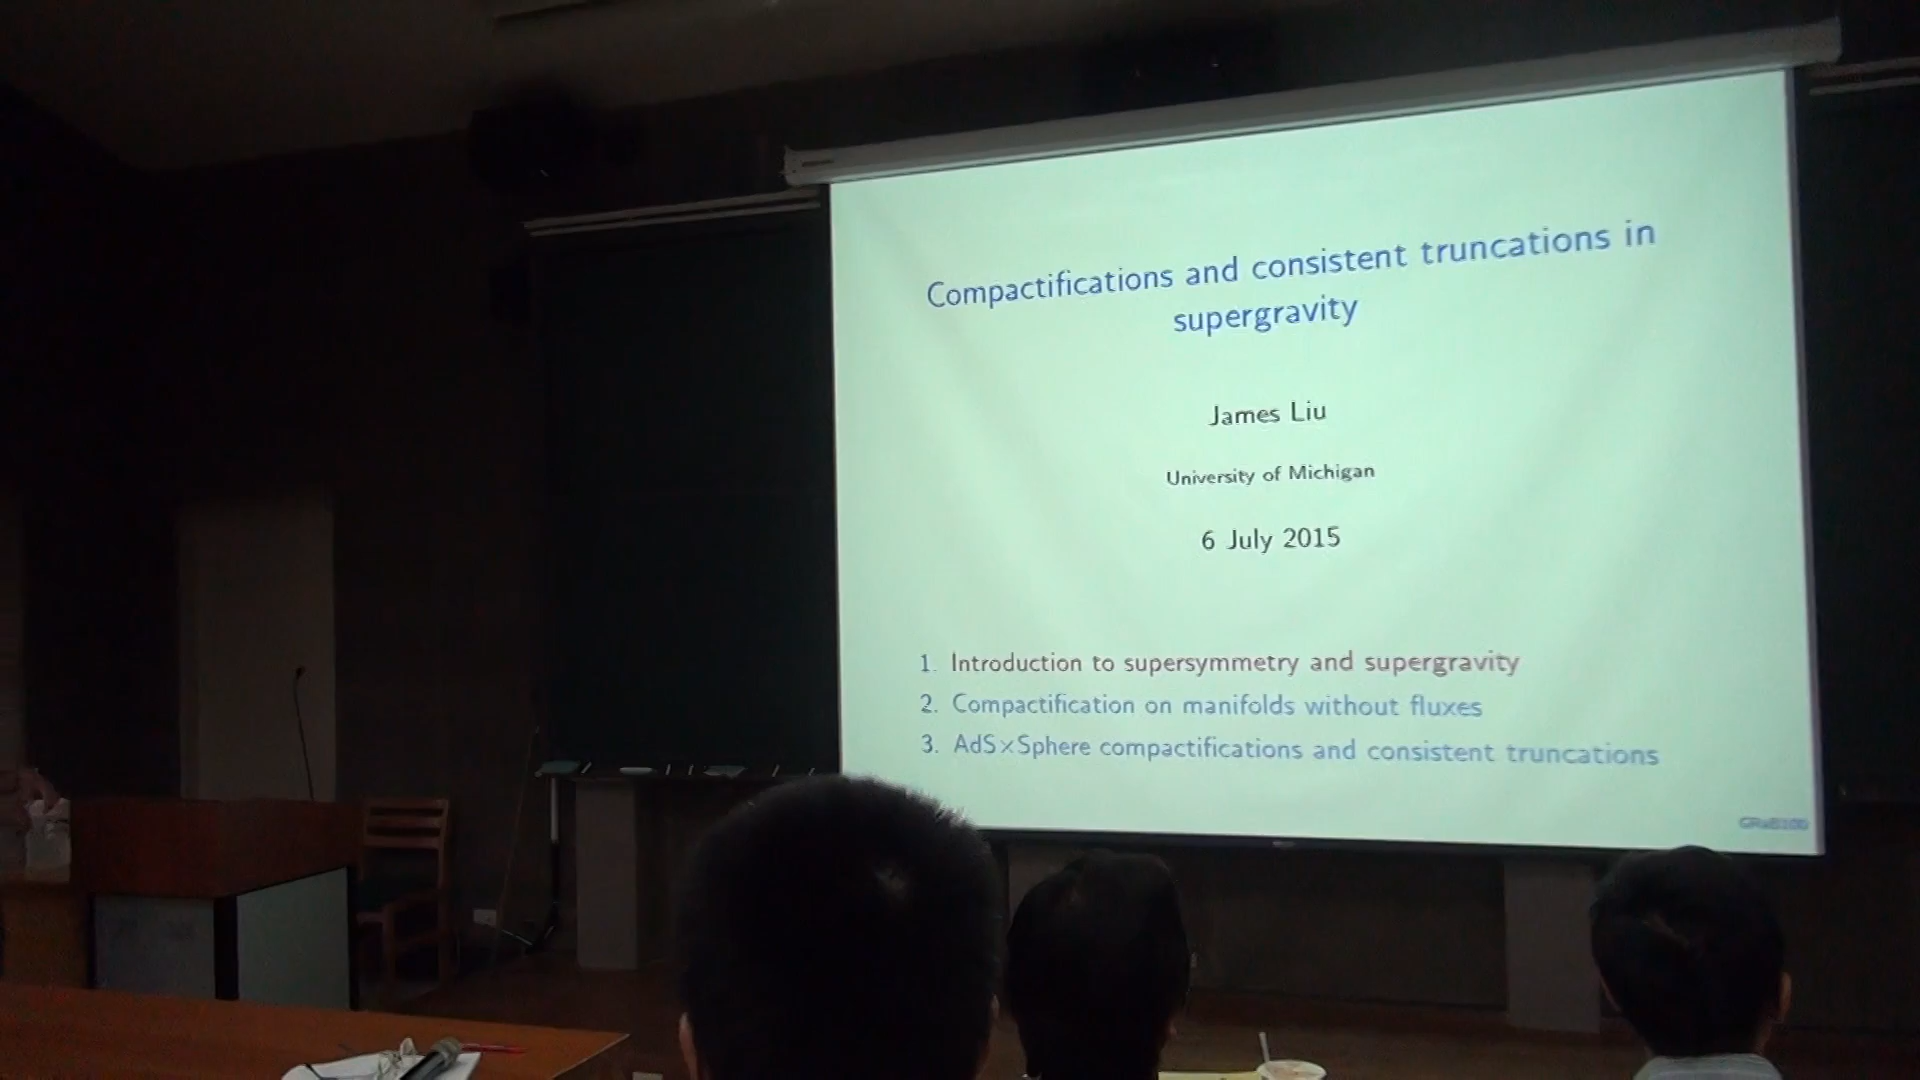 Compactifications and consistent truncations in
supergravity
James Liu
University of Michigan
6 July 2015
1. Introduction to supersymmetry and supergravity
2. Compactification on manifolds without fluxes
3. AdS×Sphere compactifications and consistent truncations